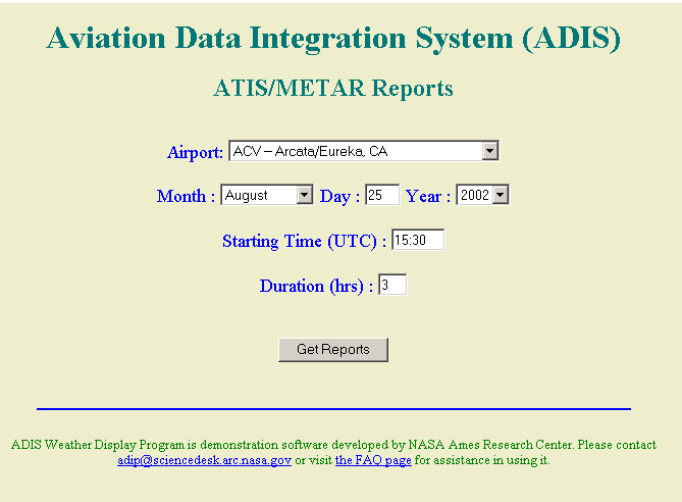 Aviation Data Integration System (ADIS)
ATIS/METAR Reports
Airport: ACV – Arcata/Eureka, CA
Month : August Day : 25 Year : 2002
Starting Time (UTC) : 15:30
Duration (hrs) : 3
Get Reports
ADIS Weather Display Program is demonstration software developed by NASA Ames Research Center. Please contact
adip@sciencedesk.arc.nasa.gov or visit the FAQ page for assistance in using it.